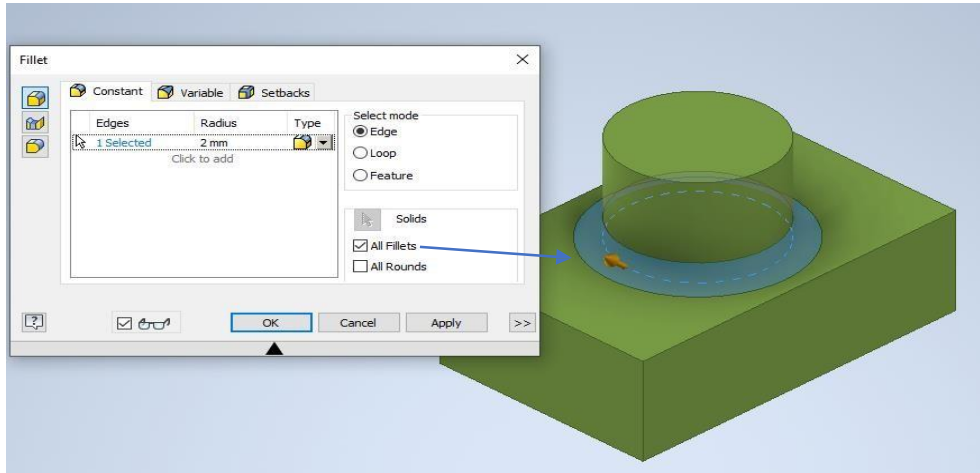 Fillet
Constant Variable Setbacks
Edges Radius Type
1 Selected 2 mm
Click to add
Select mode
Edge
Loop
Feature
Solids
All Fillets
All Rounds
OK Cancel Apply >>